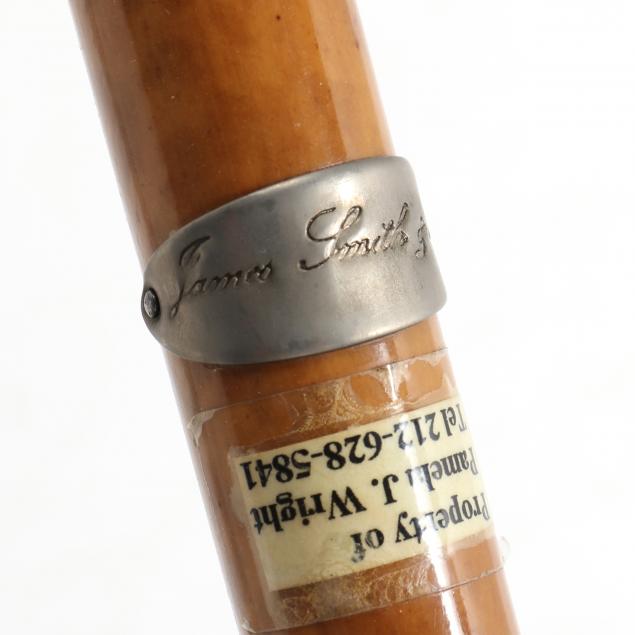 James Smith
Property of
Pamela J. Wright
Tel 212-628-5841